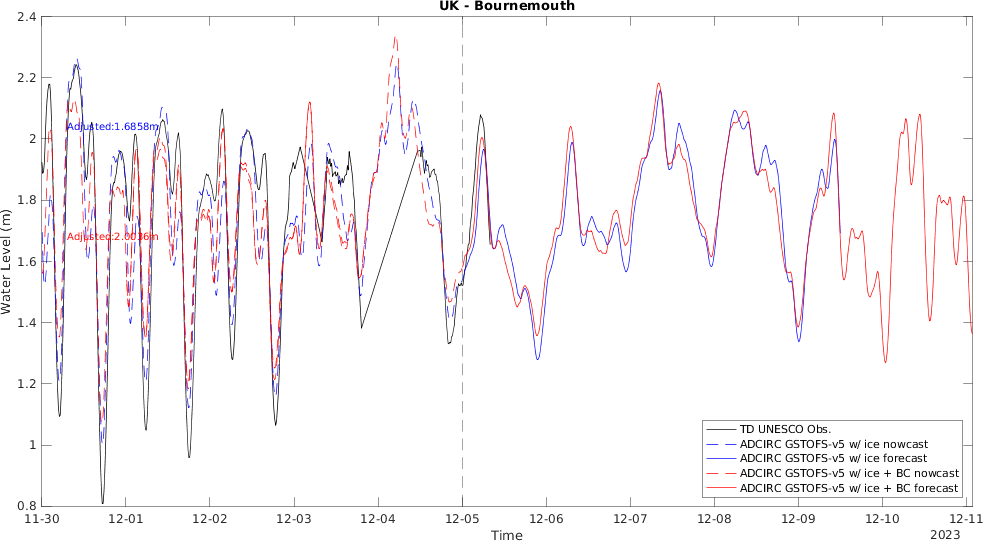 UK - Bournemouth
2.4
2.2
2
1.8
1.6
1.4
1.2
1
0.8
Water Level (m)
Adjusted:1.6858m
Adjusted:2.0036m
TD UNESCO Obs.
ADCIRC GSTOFS-v5 w/ ice nowcast
ADCIRC GSTOFS-v5 w/ ice forecast
ADCIRC GSTOFS-v5 w/ ice + BC nowcast
ADCIRC GSTOFS-v5 w/ ice + BC forecast
11-30 12-01 12-02 12-03 12-04 12-05 12-06 12-07 12-08 12-09 12-10 12-11
2023
Time